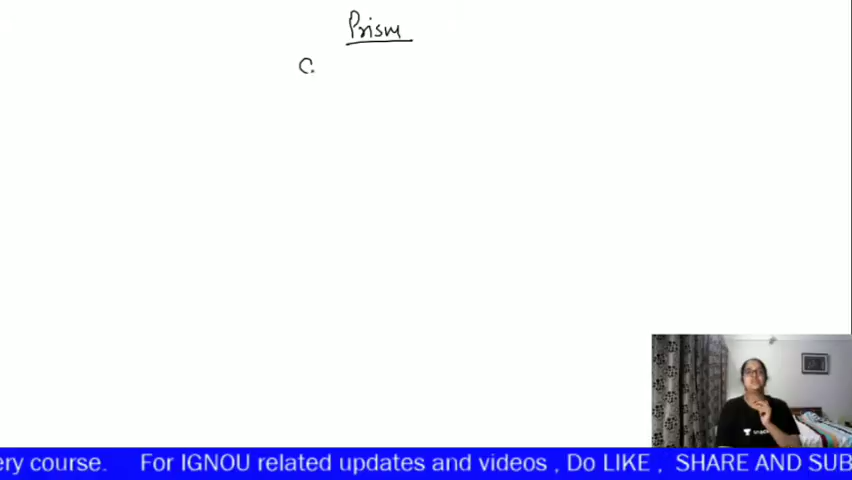 Prism
C.
ery course. For IGNOU related updates and videos , Do LIKE , SHARE AND SUB